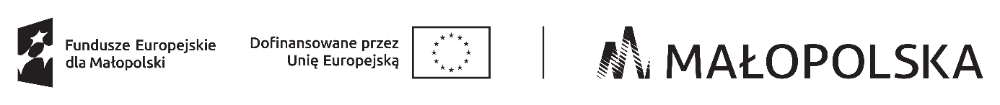 Fundusze Europejskie
dla Małopolski
Dofinansowane przez
Unię Europejską
MAŁOPOLSKA